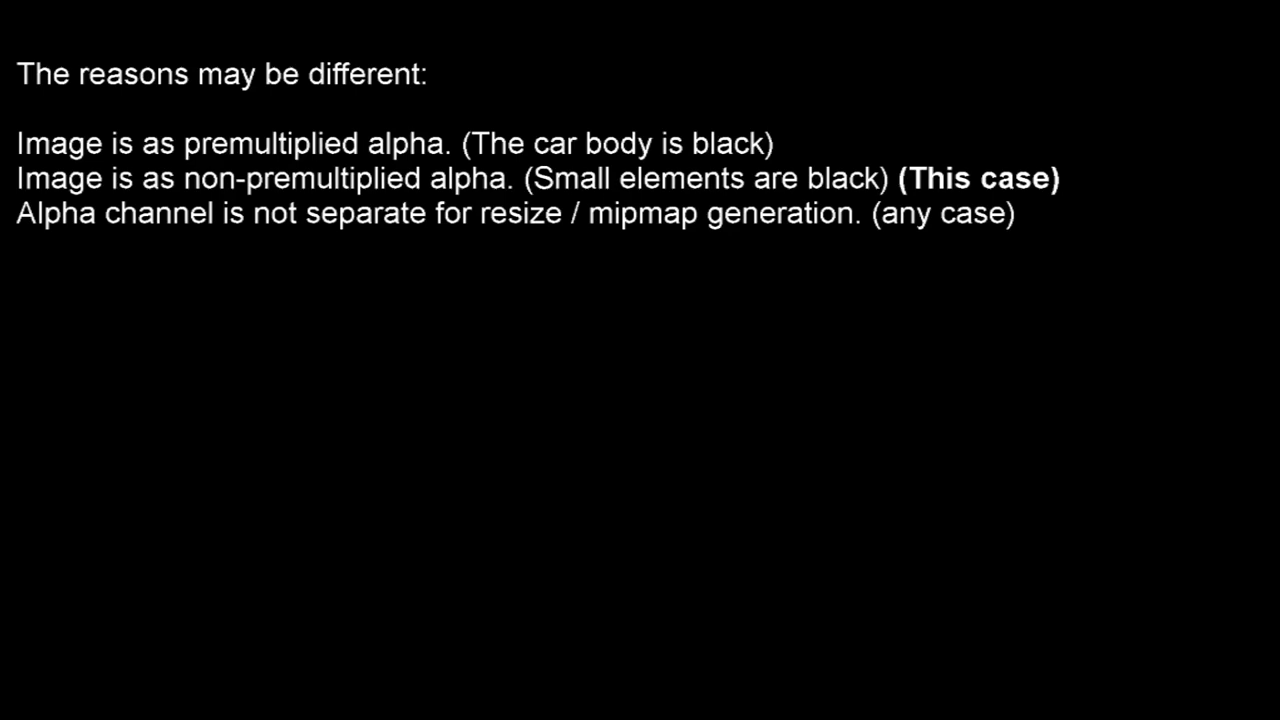 The reasons may be different:
Image is as premultiplied alpha. (The car body is black)
Image is as non-premultiplied alpha. (Small elements are black) (This case)
Alpha channel is not separate for resize / mipmap generation. (any case)